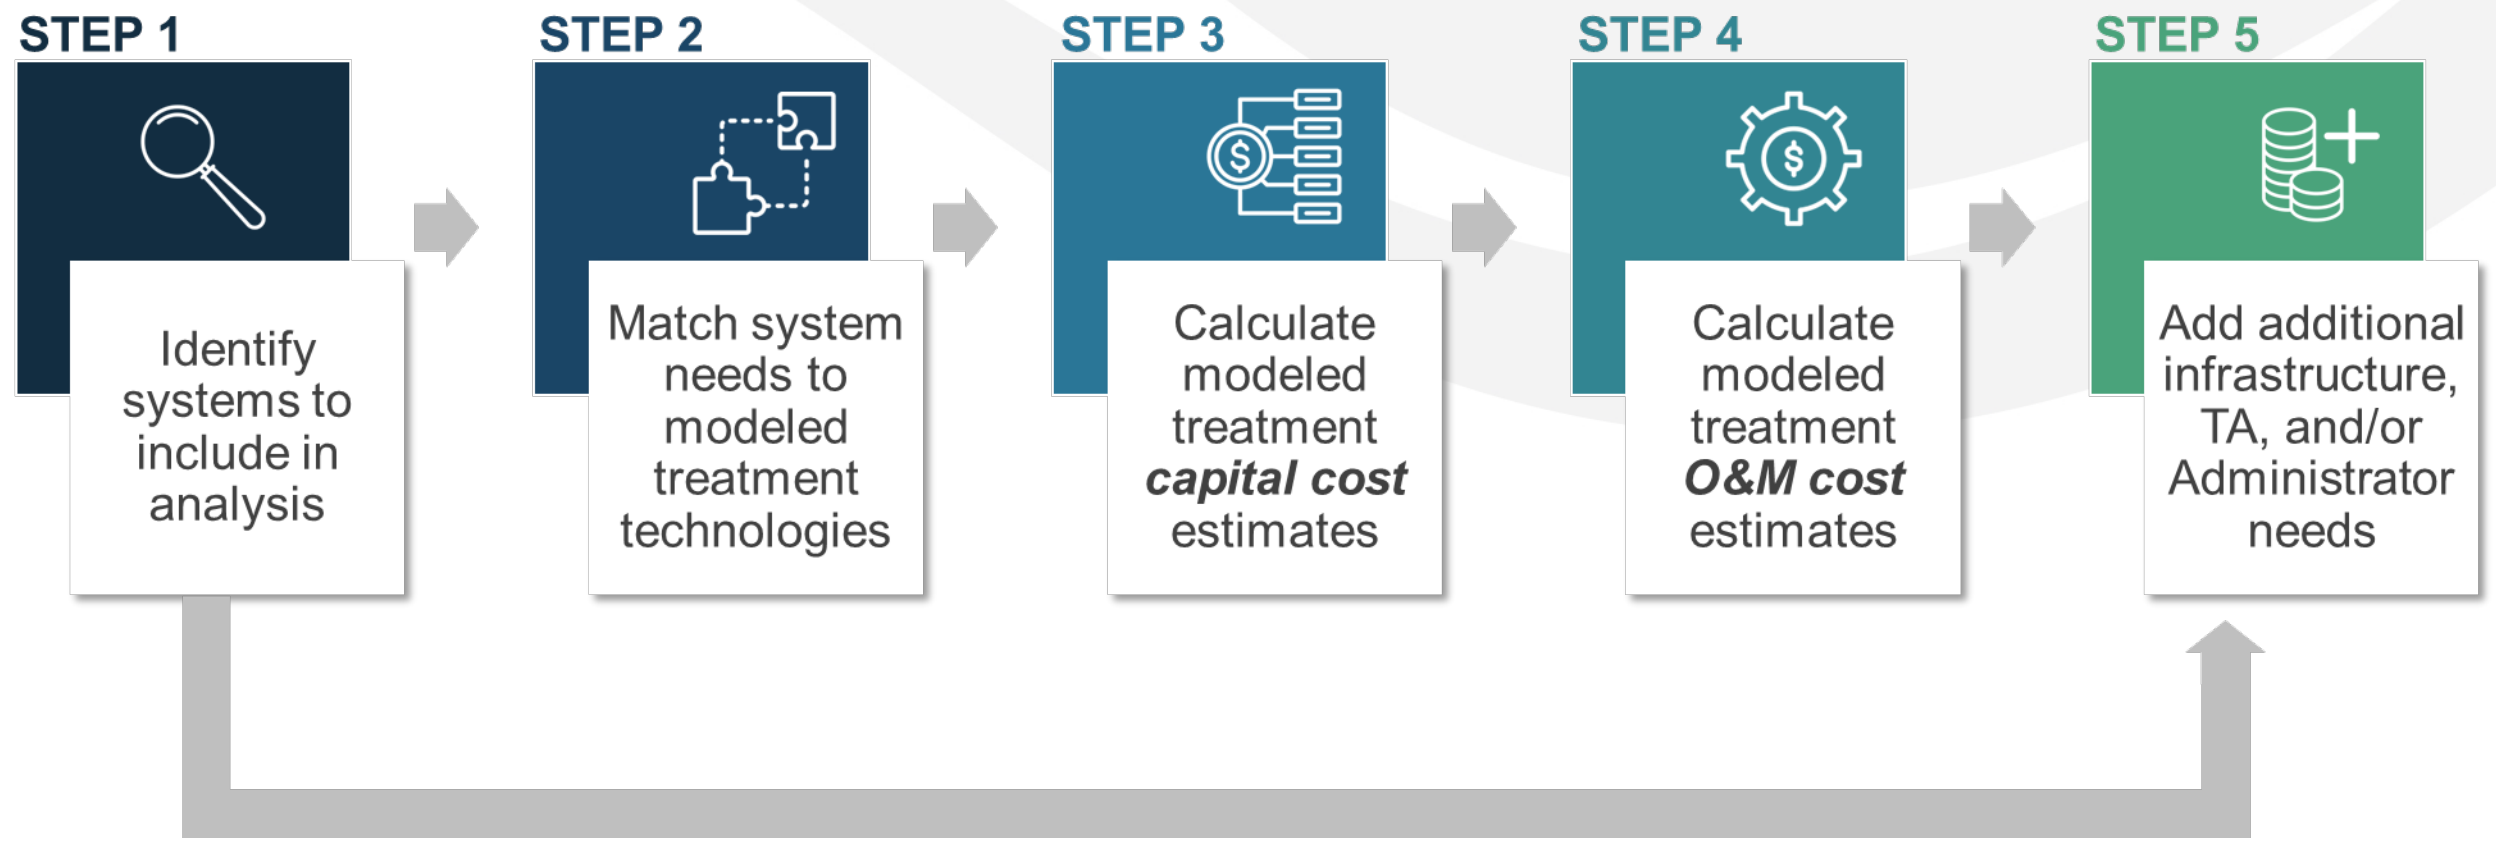 STEP 1
Identify
systems to
include in
analysis
STEP 2
Match system
needs to
modeled
treatment
technologies
STEP 3
$
Calculate
modeled
treatment
capital cost
estimates
STEP 4
$
Calculate
modeled
treatment
O&M cost
estimates
STEP 5
Add additional
infrastructure,
TA, and/or
Administrator
needs